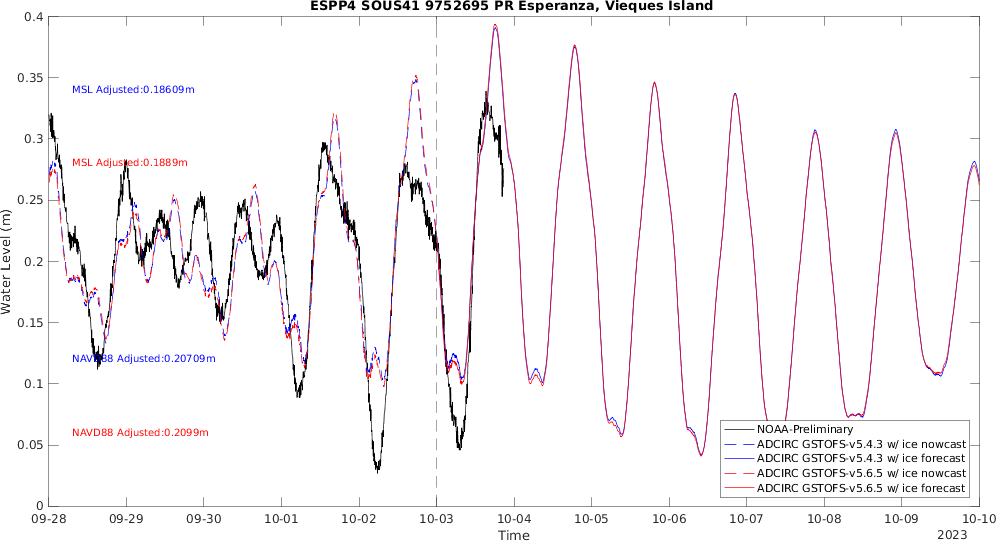 ESPP4 SOUS41 9752695 PR Esperanza, Vieques Island
0.4
0.35
0.3
0.25
0.2
0.15
0.1
0.05
0
Water Level (m)
MSL Adjusted:0.18609m
MSL Adjusted:0.1889m
NAVD88 Adjusted:0.20709m
NAVD88 Adjusted:0.2099m
NOAA-Preliminary
ADCIRC GSTOFS-v5.4.3 w/ ice nowcast
ADCIRC GSTOFS-v5.4.3 w/ ice forecast
ADCIRC GSTOFS-v5.6.5 w/ ice nowcast
ADCIRC GSTOFS-v5.6.5 w/ ice forecast
09-28 09-29 09-30 10-01 10-02 10-03 10-04 10-05 10-06 10-07 10-08 10-09 10-10
Time
2023